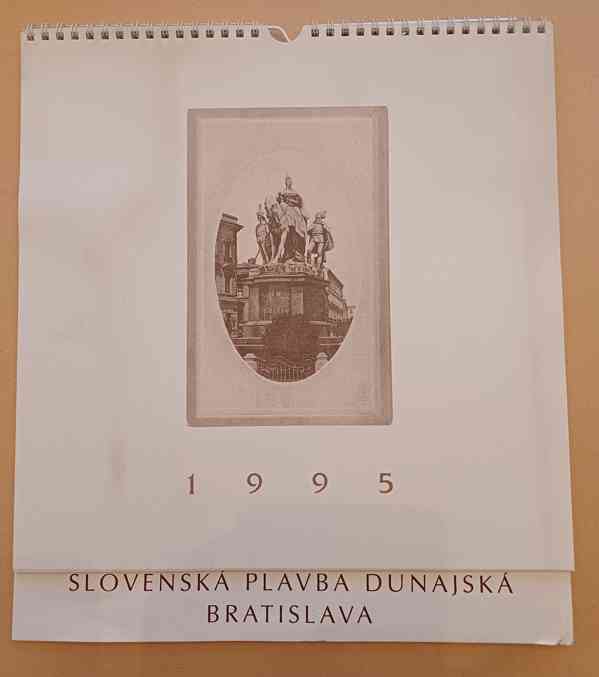 1 9 9 5
SLOVENSKÁ PLAVBA DUNAJSKÁ
BRATISLAVA